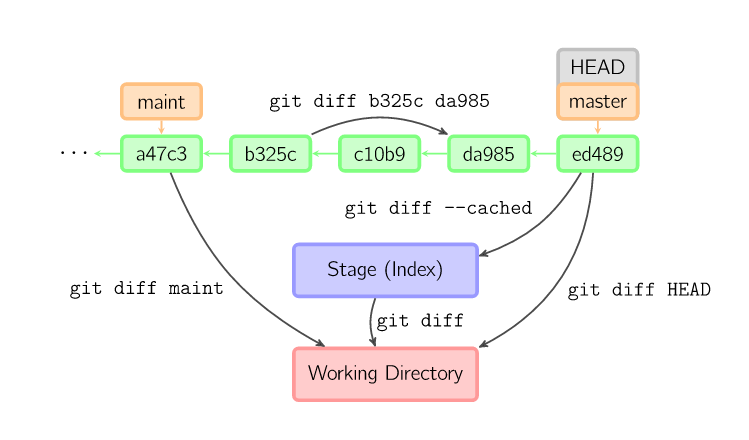 HEAD
maint
master
git diff b325c da985
... a47c3 b325c c10b9 da985 ed489
git diff --cached
Stage (Index)
git diff maint
git diff HEAD
git diff
Working Directory